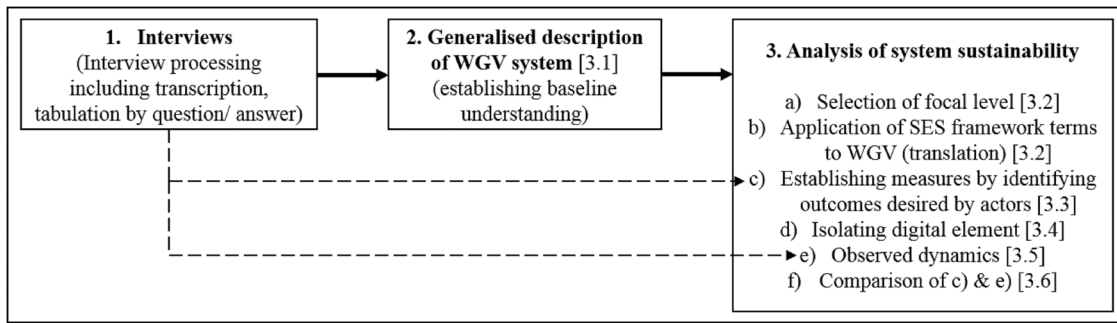 1. Interviews
(Interview processing
including transcription,
tabulation by question/ answer)
2. Generalised description
of WGV system [3.1]
(establishing baseline
understanding)
3. Analysis of system sustainability
a) Selection of focal level [3.2]
b) Application of SES framework terms
to WGV (translation) [3.2]
c) Establishing measures by identifying
outcomes desired by actors [3.3]
d) Isolating digital element [3.4]
e) Observed dynamics [3.5]
f) Comparison of c) & e) [3.6]